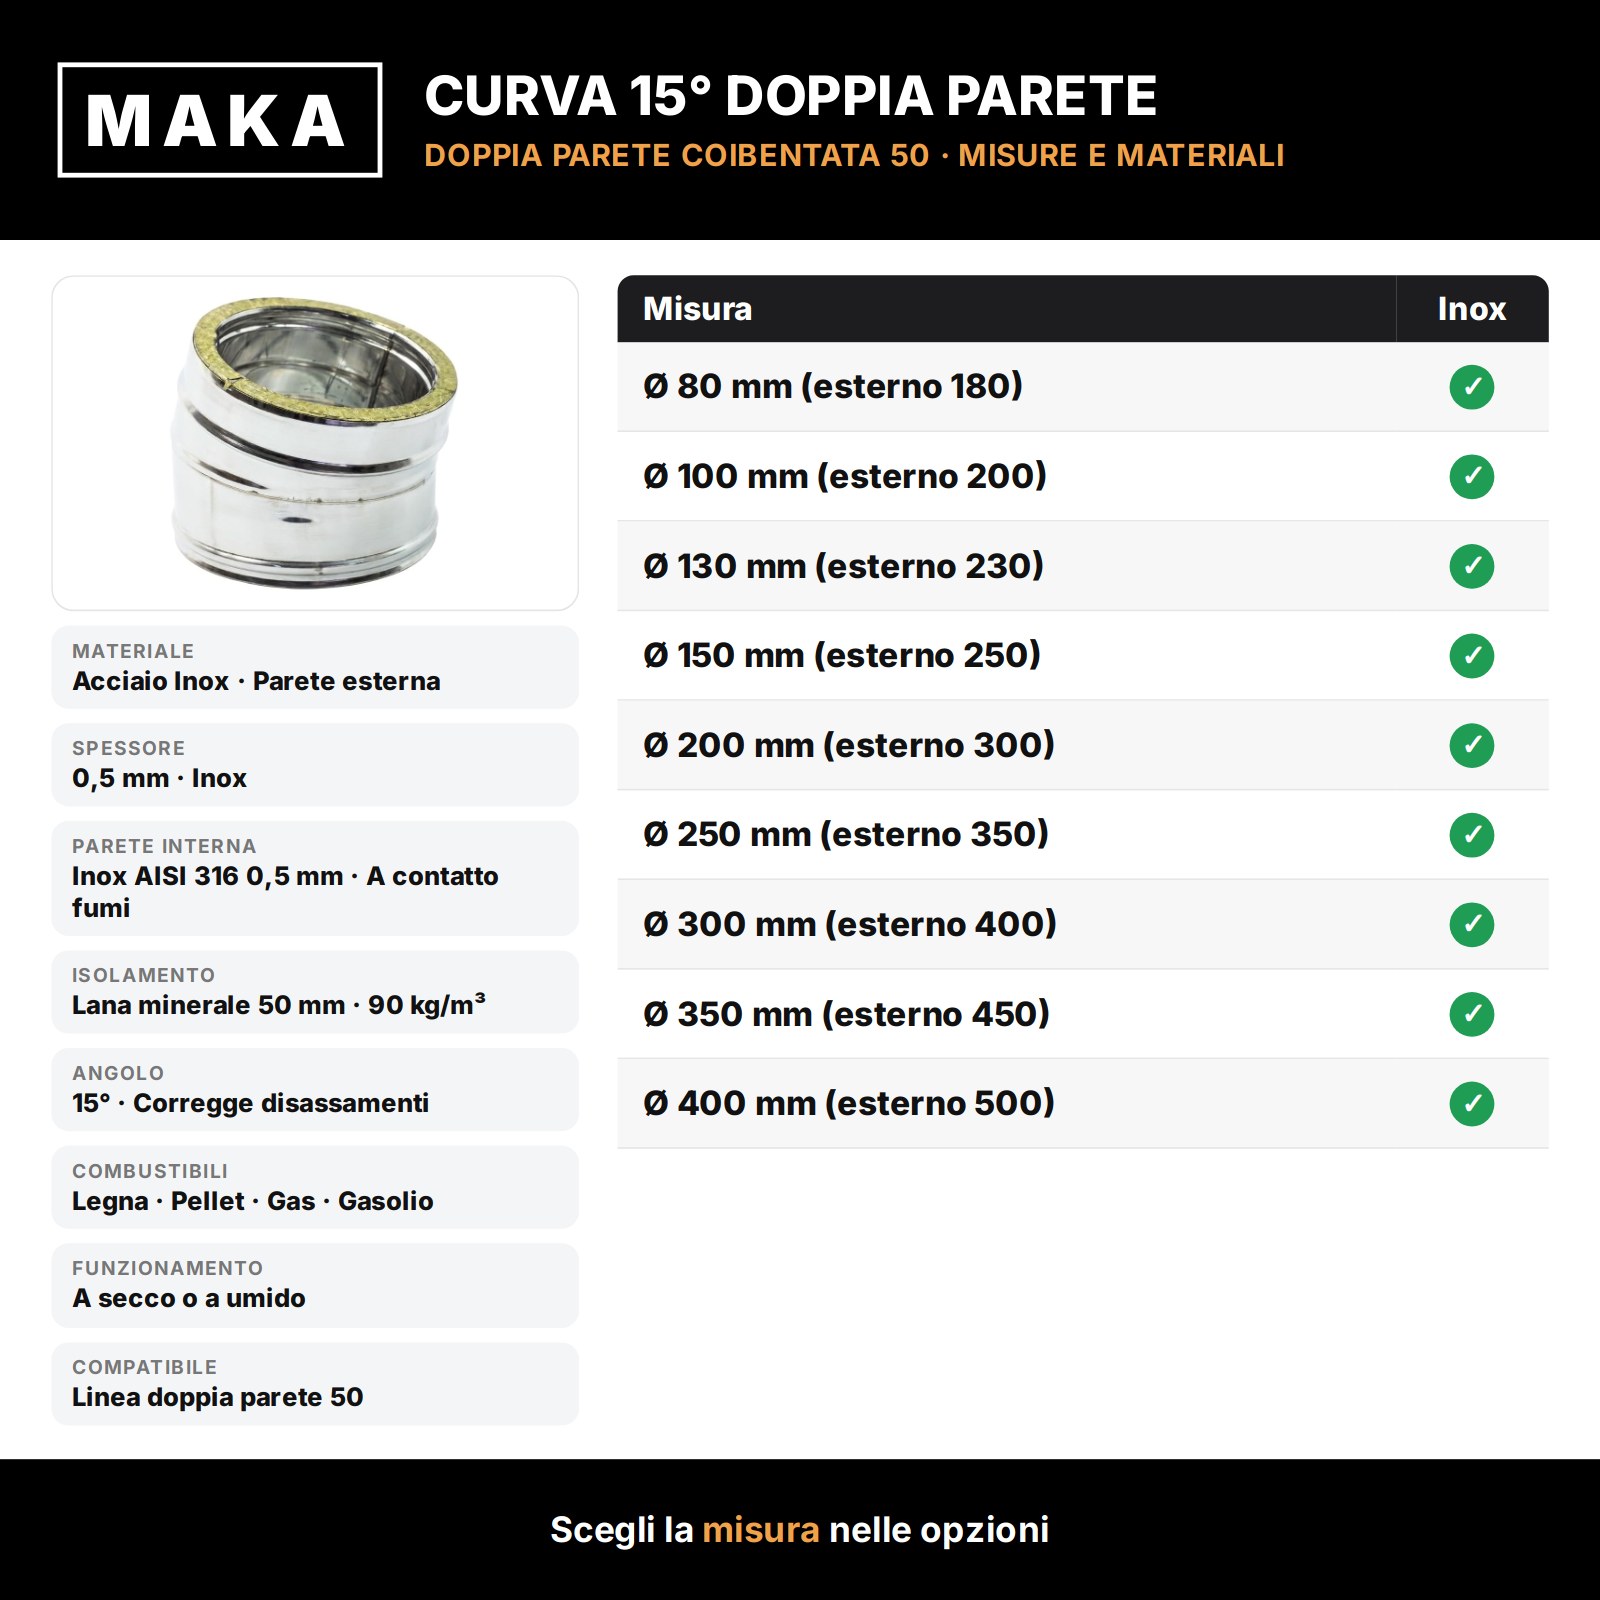 MAKA
CURVA 15° DOPPIA PARETE
DOPPIA PARETE COIBENTATA 50 · MISURE E MATERIALI
MATERIALE
Acciaio Inox · Parete esterna
SPESSORE
0,5 mm · Inox
PARETE INTERNA
Inox AISI 316 0,5 mm · A contatto
fumi
ISOLAMENTO
Lana minerale 50 mm · 90 kg/m³
ANGOLO
15° · Corregge disassamenti
COMBUSTIBILI
Legna · Pellet · Gas · Gasolio
FUNZIONAMENTO
A secco o a umido
COMPATIBILE
Linea doppia parete 50
Misura Inox
Ø 80 mm (esterno 180) ✓
Ø 100 mm (esterno 200) ✓
Ø 130 mm (esterno 230) ✓
Ø 150 mm (esterno 250) ✓
Ø 200 mm (esterno 300) ✓
Ø 250 mm (esterno 350) ✓
Ø 300 mm (esterno 400) ✓
Ø 350 mm (esterno 450) ✓
Ø 400 mm (esterno 500) ✓
Scegli la misura nelle opzioni